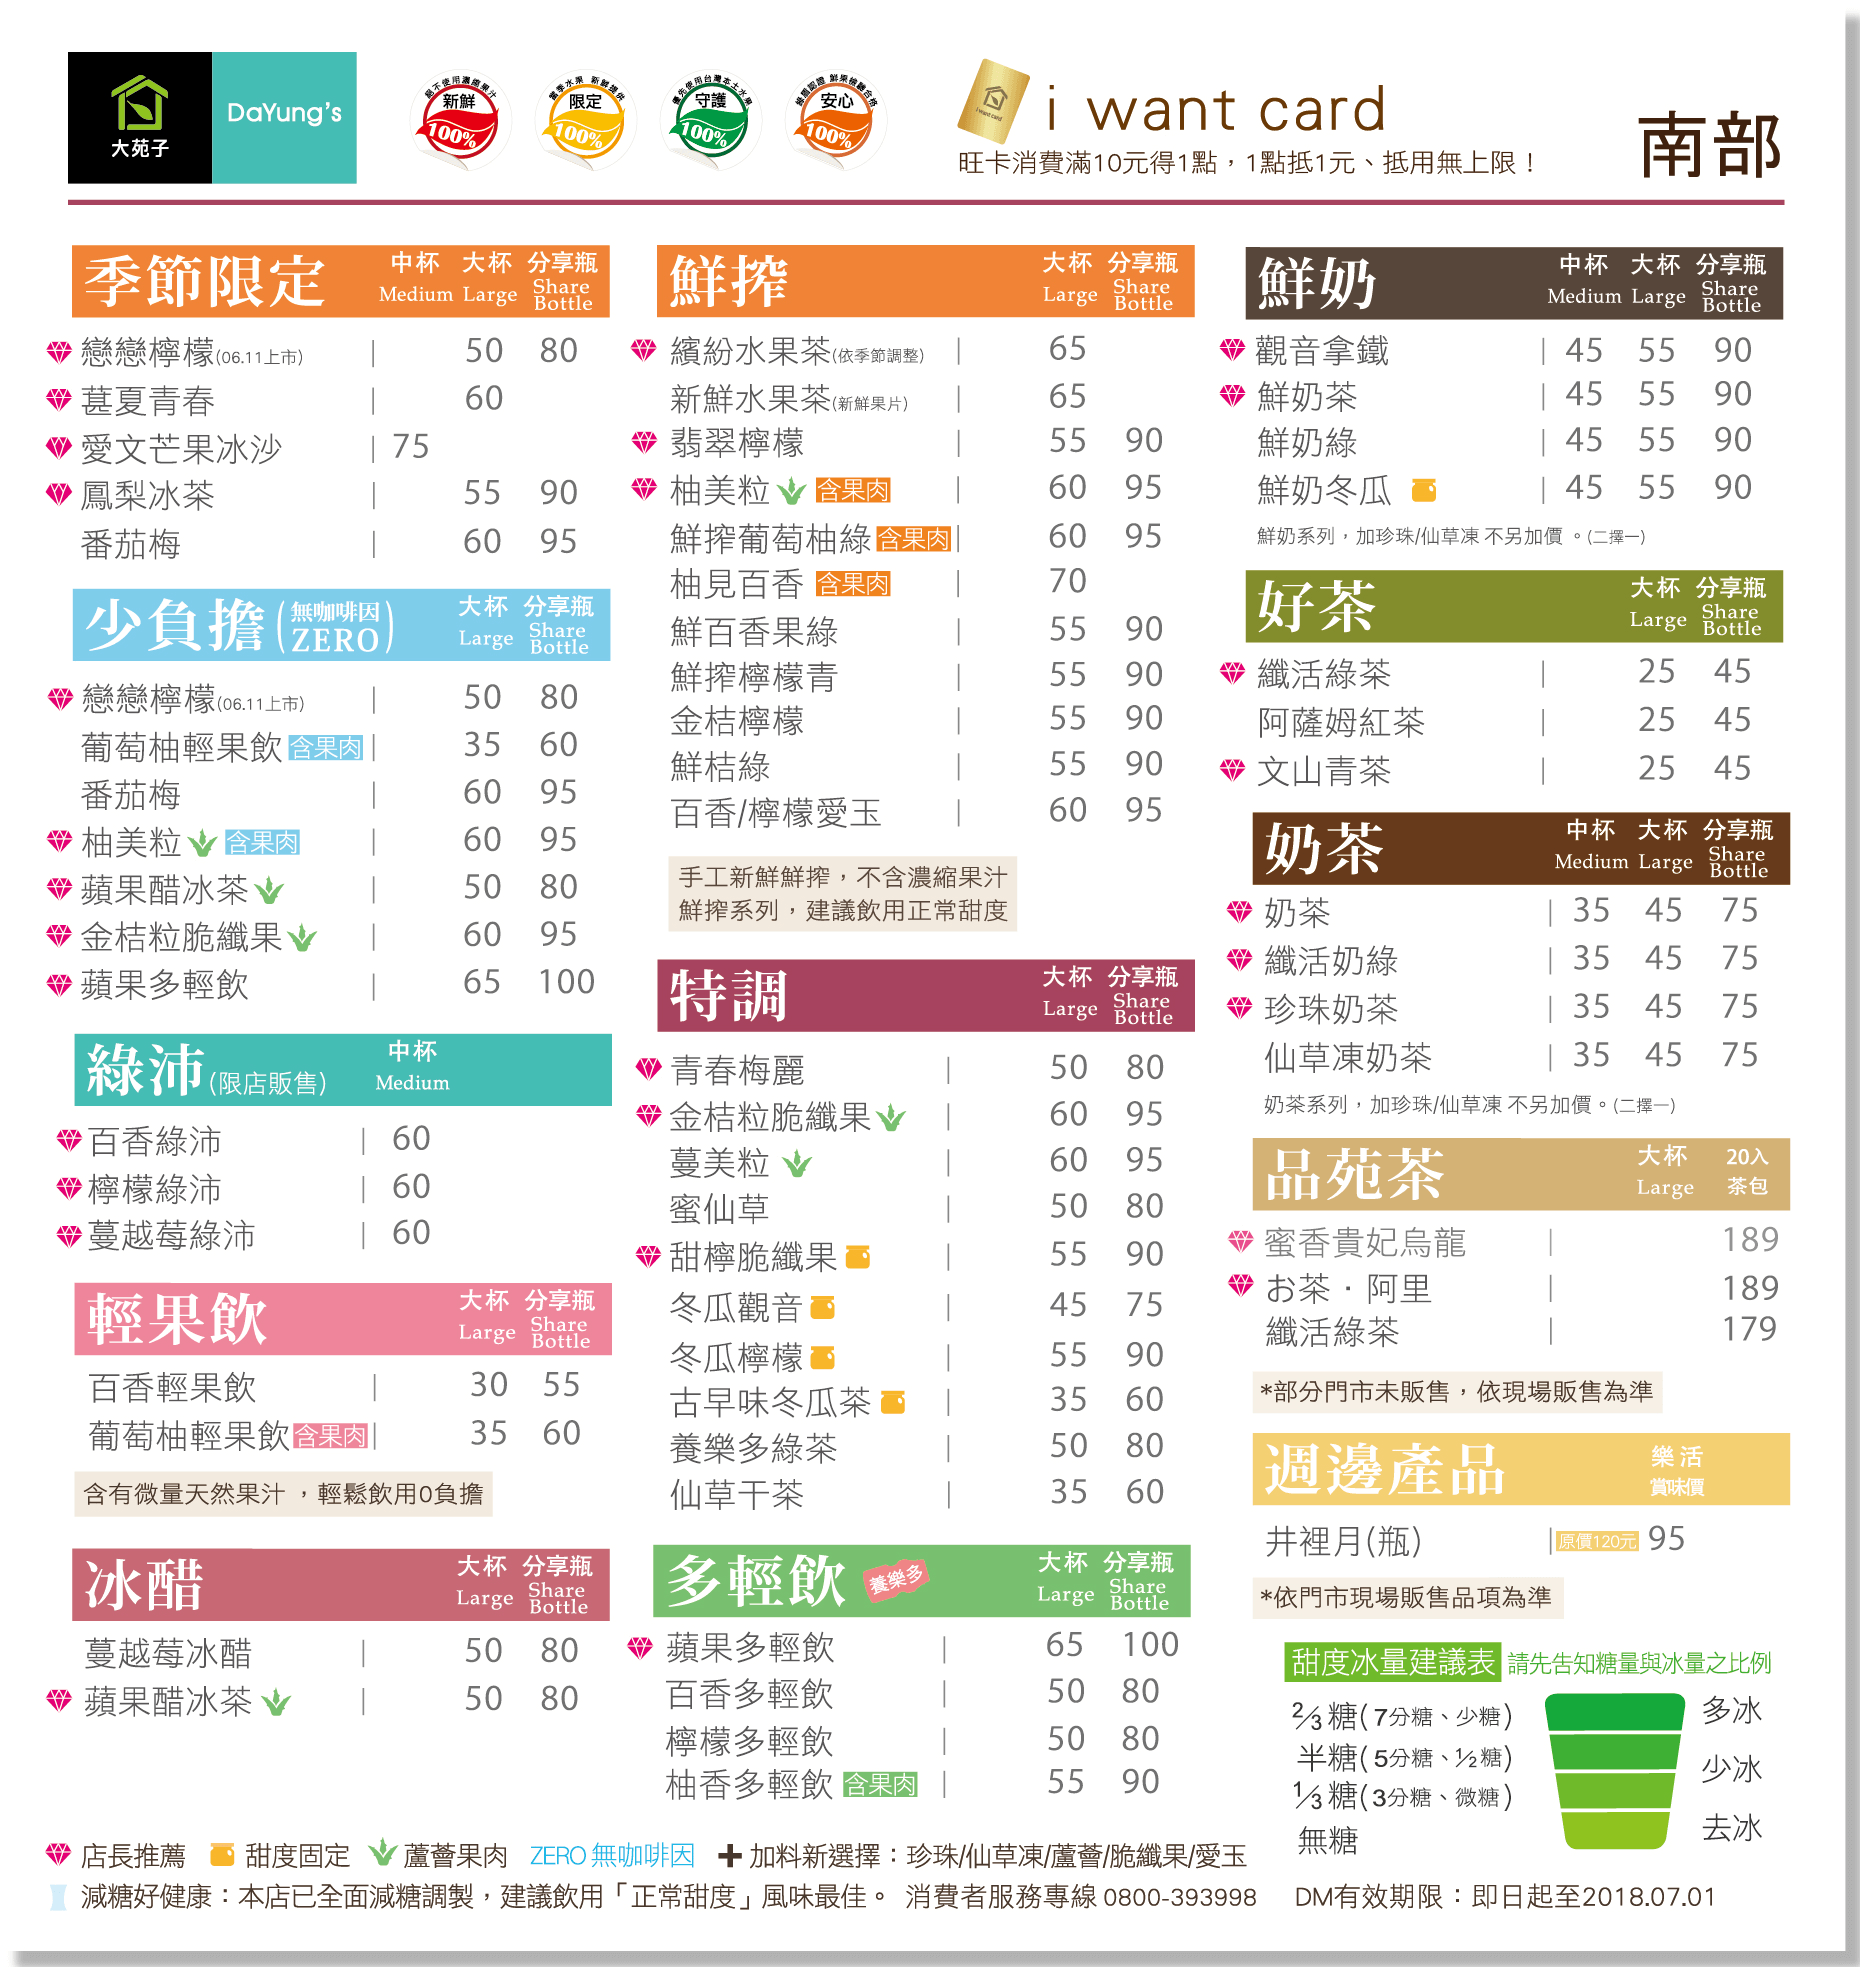 大苑子
DaYung's
新鮮
100%
限定
100%
守護
100%
安心
100%
i want card
旺卡消費滿10元得1點，1點抵1元、抵用無上限！
南部
季節限定 中杯 大杯 分享瓶
Medium Large Share Bottle
戀戀檸檬(06.11上市) | 50 80
葚夏青春 | 60
愛文芒果冰沙 | 75
鳳梨冰茶 | 55 90
番茄梅 | 60 95
少負擔(無咖啡因 ZERO) 大杯 分享瓶
Large Share Bottle
戀戀檸檬(06.11上市) | 50 80
葡萄柚輕果飲 含果肉 | 35 60
番茄梅 | 60 95
柚美粒 含果肉 | 60 95
蘋果醋冰茶 | 50 80
金桔粒脆纖果 | 60 95
蘋果多輕飲 | 65 100
綠沛(限店販售) 中杯
Medium
百香綠沛 | 60
檸檬綠沛 | 60
蔓越莓綠沛 | 60
輕果飲 大杯 分享瓶
Large Share Bottle
百香輕果飲 | 30 55
葡萄柚輕果飲 含果肉 | 35 60
含有微量天然果汁 ，輕鬆飲用0負擔
冰醋 大杯 分享瓶
Large Share Bottle
蔓越莓冰醋 | 50 80
蘋果醋冰茶 | 50 80
鮮搾 大杯 分享瓶
Large Share Bottle
繽紛水果茶(依季節調整) | 65
新鮮水果茶(新鮮果片) | 65
翡翠檸檬 | 55 90
柚美粒 含果肉 | 60 95
鮮搾葡萄柚綠 含果肉 | 60 95
柚見百香 含果肉 | 70
鮮百香果綠 | 55 90
鮮搾檸檬青 | 55 90
金桔檸檬 | 55 90
鮮桔綠 | 55 90
百香/檸檬愛玉 | 60 95
手工新鮮鮮搾，不含濃縮果汁
鮮搾系列，建議飲用正常甜度
特調 大杯 分享瓶
Large Share Bottle
青春梅麗 | 50 80
金桔粒脆纖果 | 60 95
蔓美粒 | 60 95
蜜仙草 | 50 80
甜檸脆纖果 | 55 90
冬瓜觀音 | 45 75
冬瓜檸檬 | 55 90
古早味冬瓜茶 | 35 60
養樂多綠茶 | 50 80
仙草干茶 | 35 60
多輕飲 養樂多 大杯 分享瓶
Large Share Bottle
蘋果多輕飲 | 65 100
百香多輕飲 | 50 80
檸檬多輕飲 | 50 80
柚香多輕飲 含果肉 | 55 90
鮮奶 中杯 大杯 分享瓶
Medium Large Share Bottle
觀音拿鐵 | 45 55 90
鮮奶茶 | 45 55 90
鮮奶綠 | 45 55 90
鮮奶冬瓜 | 45 55 90
鮮奶系列，加珍珠/仙草凍 不另加價 。(二擇一)
好茶 大杯 分享瓶
Large Share Bottle
纖活綠茶 | 25 45
阿薩姆紅茶 | 25 45
文山青茶 | 25 45
奶茶 中杯 大杯 分享瓶
Medium Large Share Bottle
奶茶 | 35 45 75
纖活奶綠 | 35 45 75
珍珠奶茶 | 35 45 75
仙草凍奶茶 | 35 45 75
奶茶系列，加珍珠/仙草凍 不另加價。(二擇一)
品苑茶 大杯 20入
Large 茶包
蜜香貴妃烏龍 | 189
お茶．阿里 | 189
纖活綠茶 | 179
*部分門市未販售，依現場販售為準
週邊產品 樂活
賞味價
井裡月(瓶) | 原價120元 95
*依門市現場販售品項為準
甜度冰量建議表 請先告知糖量與冰量之比例
⅔糖(7分糖、少糖) 多冰
半糖(5分糖、½糖)
少冰
⅓糖(3分糖、微糖)
無糖 去冰
店長推薦 甜度固定 蘆薈果肉 ZERO 無咖啡因 ✚加料新選擇：珍珠/仙草凍/蘆薈/脆纖果/愛玉
減糖好健康：本店已全面減糖調製，建議飲用「正常甜度」風味最佳。 消費者服務專線 0800-393998 DM有效期限：即日起至2018.07.01